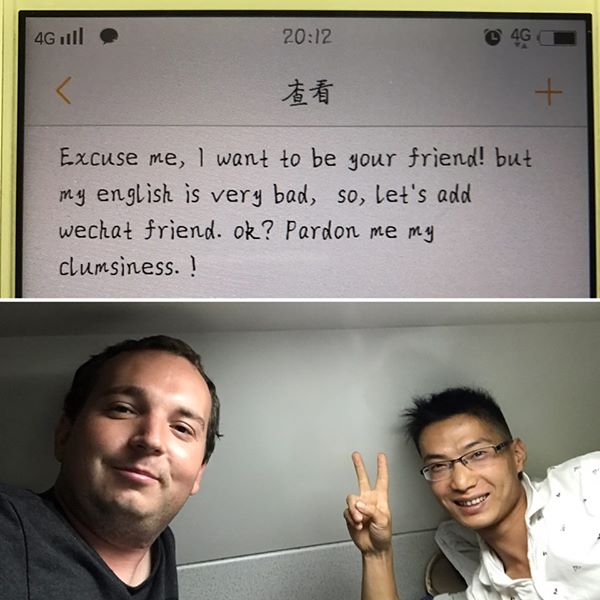 4G 20:12 4G
查看
Excuse me, I want to be your friend! but
my english is very bad, so, let's add
wechat friend. ok? Pardon me my
clumsiness. !